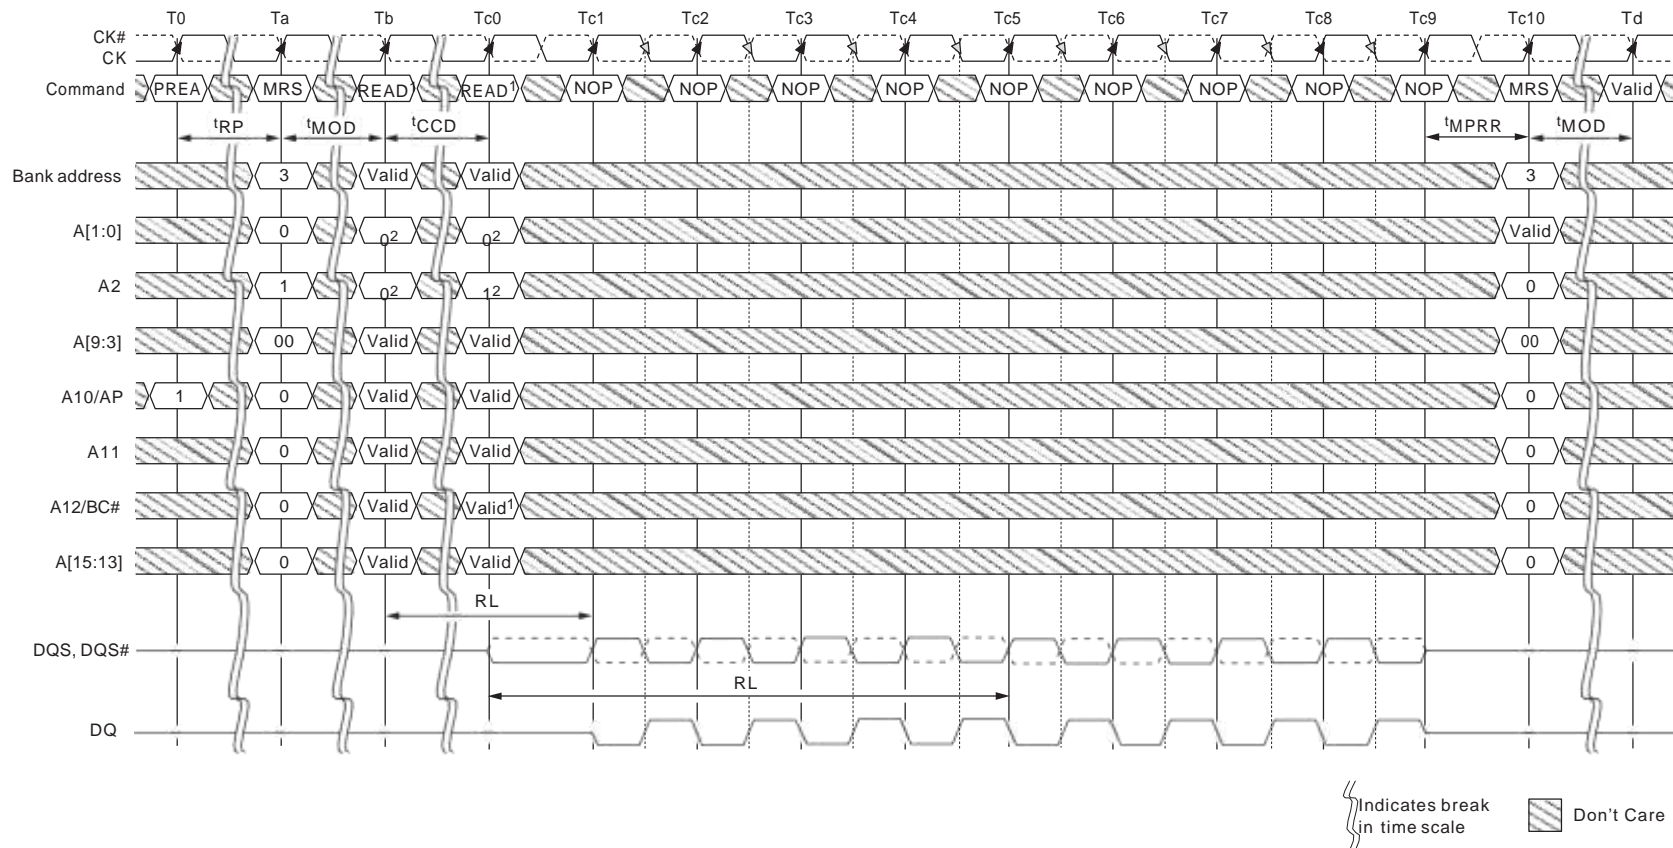 T0 Ta Tb Tc0 Tc1 Tc2 Tc3 Tc4 Tc5 Tc6 Tc7 Tc8 Tc9 Tc10 Td
CK#
CK
Command PREA MRS READ1 READ1 NOP NOP NOP NOP NOP NOP NOP NOP NOP MRS Valid
tRP tMOD tCCD tMPRR tMOD
Bank address 3 Valid Valid 3
A[1:0] 0 02 02 Valid
A2 1 02 12 0
A[9:3] 00 Valid Valid 00
A10/AP 1 0 Valid Valid 0
A11 0 Valid Valid 0
A12/BC# 0 Valid Valid1 0
A[15:13] 0 Valid Valid 0
RL
DQS, DQS#
RL
DQ
Indicates break
in time scale
Don't Care